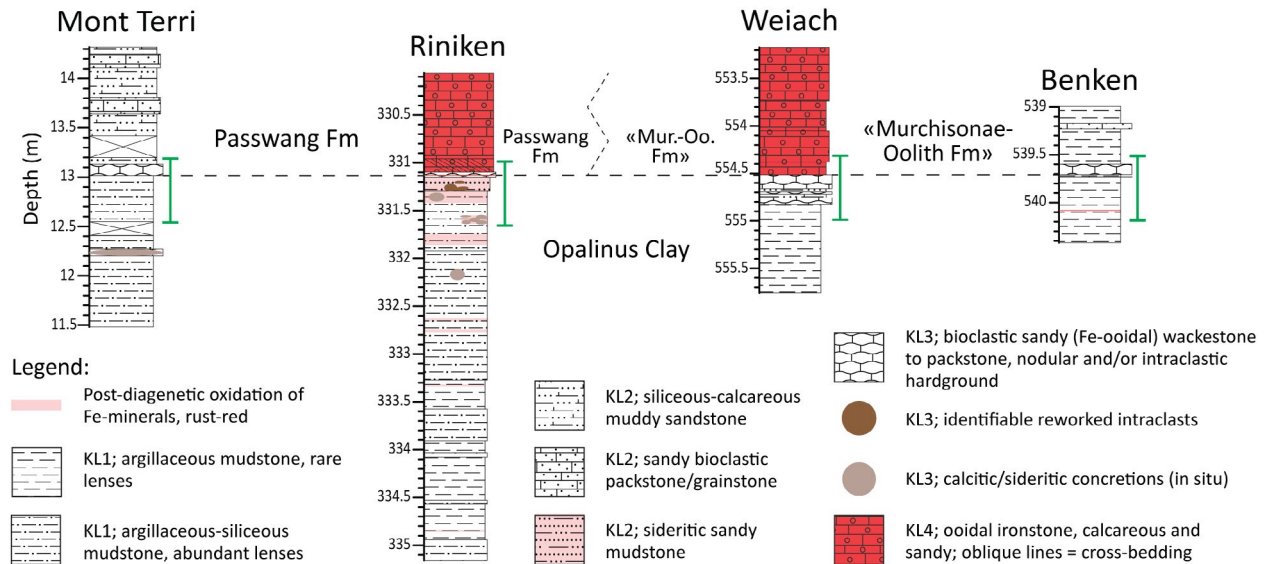 Mont Terri
Riniken
Weiach
Benken
Depth (m)
14
13.5
13
12.5
12
11.5
Passwang Fm
330.5
331
331.5
332
332.5
333
333.5
334
334.5
335
Passwang
Fm
«Mur.-Oo.
Fm»
553.5
554
554.5
555
555.5
«Murchisonae-
Oolith Fm»
539
539.5
540
Opalinus Clay
Legend:
Post-diagenetic oxidation of
Fe-minerals, rust-red
KL1; argillaceous mudstone, rare
lenses
KL1; argillaceous-siliceous
mudstone, abundant lenses
KL2; siliceous-calcareous
muddy sandstone
KL2; sandy bioclastic
packstone/grainstone
KL2; sideritic sandy
mudstone
KL3; bioclastic sandy (Fe-ooidal) wackestone
to packstone, nodular and/or intraclastic
hardground
KL3; identifiable reworked intraclasts
KL3; calcitic/sideritic concretions (in situ)
KL4; ooidal ironstone, calcareous and
sandy; oblique lines = cross-bedding